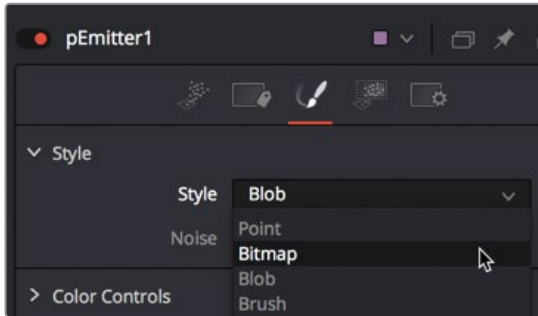 pEmitter1
Style
Style Blob
Noise
Point
Bitmap
Blob
Color Controls
Brush